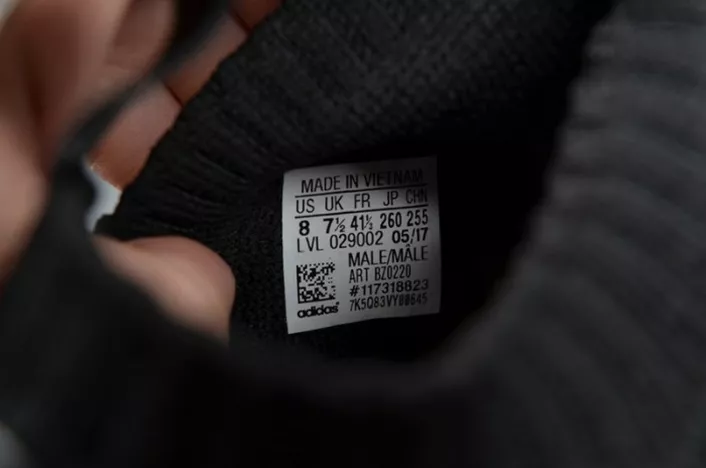 MADE IN VIETNAM
US UK FR JP CHN
8 7½ 41⅓ 260 255
LVL 029002 05/17
MALE/MÂLE
ART BZ0220
#117318823
7K5Q83VY00645
adidas